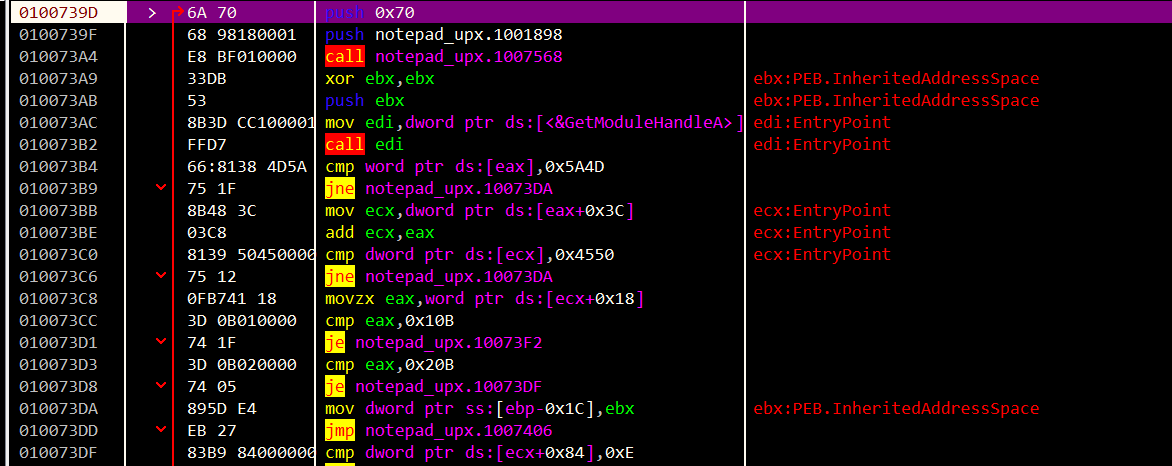 0100739D > 6A 70 push 0x70
0100739F 68 98180001 push notepad_upx.1001898
010073A4 E8 BF010000 call notepad_upx.1007568
010073A9 33DB xor ebx,ebx ebx:PEB.InheritedAddressSpace
010073AB 53 push ebx ebx:PEB.InheritedAddressSpace
010073AC 8B3D CC100001 mov edi,dword ptr ds:[<&GetModuleHandleA>] edi:EntryPoint
010073B2 FFD7 call edi edi:EntryPoint
010073B4 66:8138 4D5A cmp word ptr ds:[eax],0x5A4D
010073B9 75 1F jne notepad_upx.10073DA
010073BB 8B48 3C mov ecx,dword ptr ds:[eax+0x3C] ecx:EntryPoint
010073BE 03C8 add ecx,eax ecx:EntryPoint
010073C0 8139 50450000 cmp dword ptr ds:[ecx],0x4550 ecx:EntryPoint
010073C6 75 12 jne notepad_upx.10073DA
010073C8 0FB741 18 movzx eax,word ptr ds:[ecx+0x18]
010073CC 3D 0B010000 cmp eax,0x10B
010073D1 74 1F je notepad_upx.10073F2
010073D3 3D 0B020000 cmp eax,0x20B
010073D8 74 05 je notepad_upx.10073DF
010073DA 895D E4 mov dword ptr ss:[ebp-0x1C],ebx ebx:PEB.InheritedAddressSpace
010073DD EB 27 jmp notepad_upx.1007406
010073DF 83B9 84000000 cmp dword ptr ds:[ecx+0x84],0xE